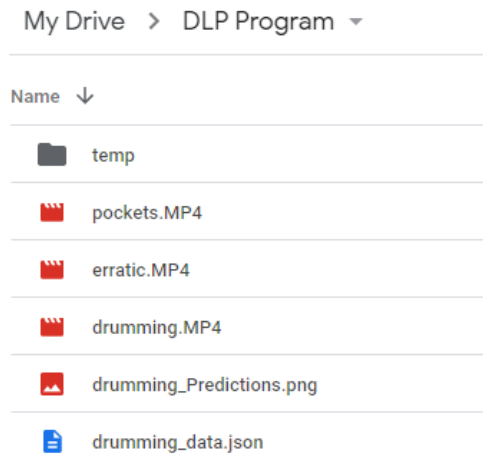 My Drive > DLP Program
Name
temp
pockets.MP4
erratic.MP4
drumming.MP4
drumming_Predictions.png
drumming_data.json